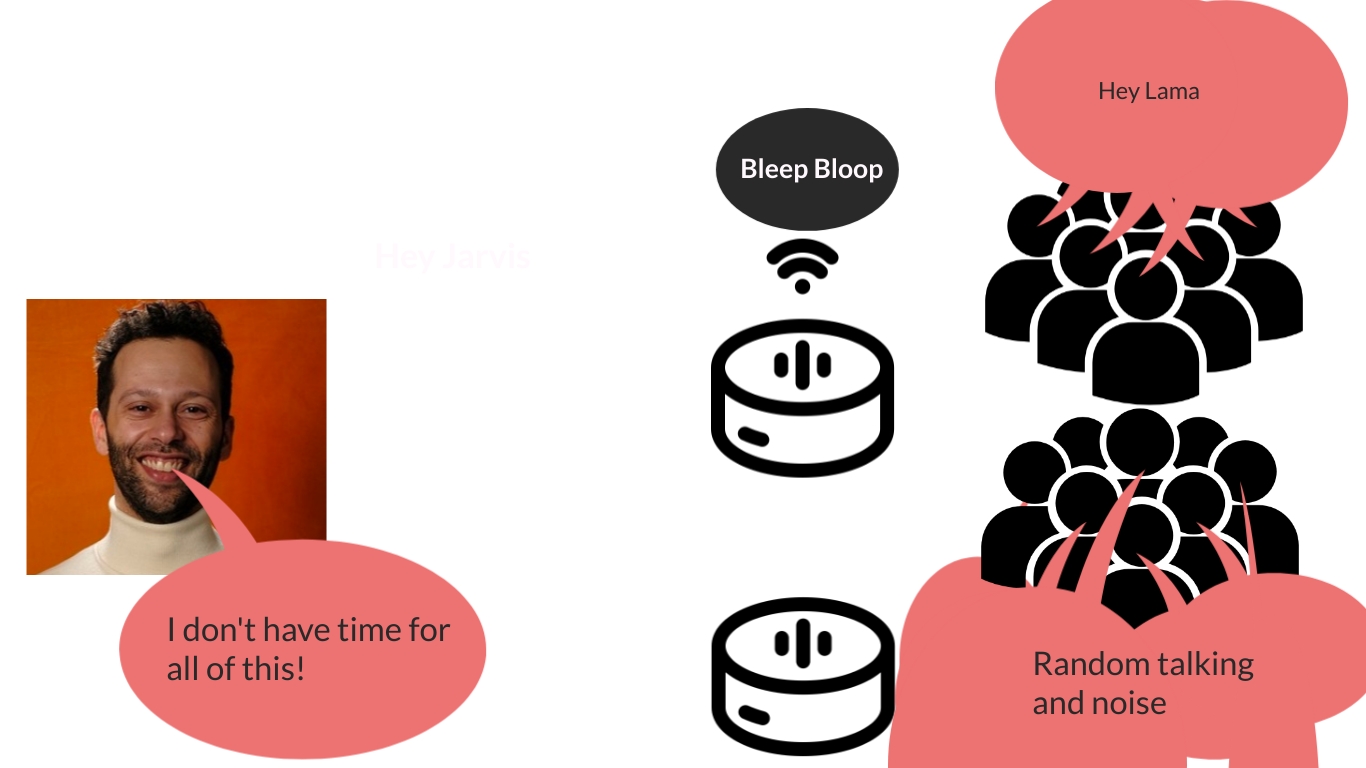 Hey Lama
Bleep Bloop
Hey Jarvis
I don't have time for
all of this!
Random talking
and noise